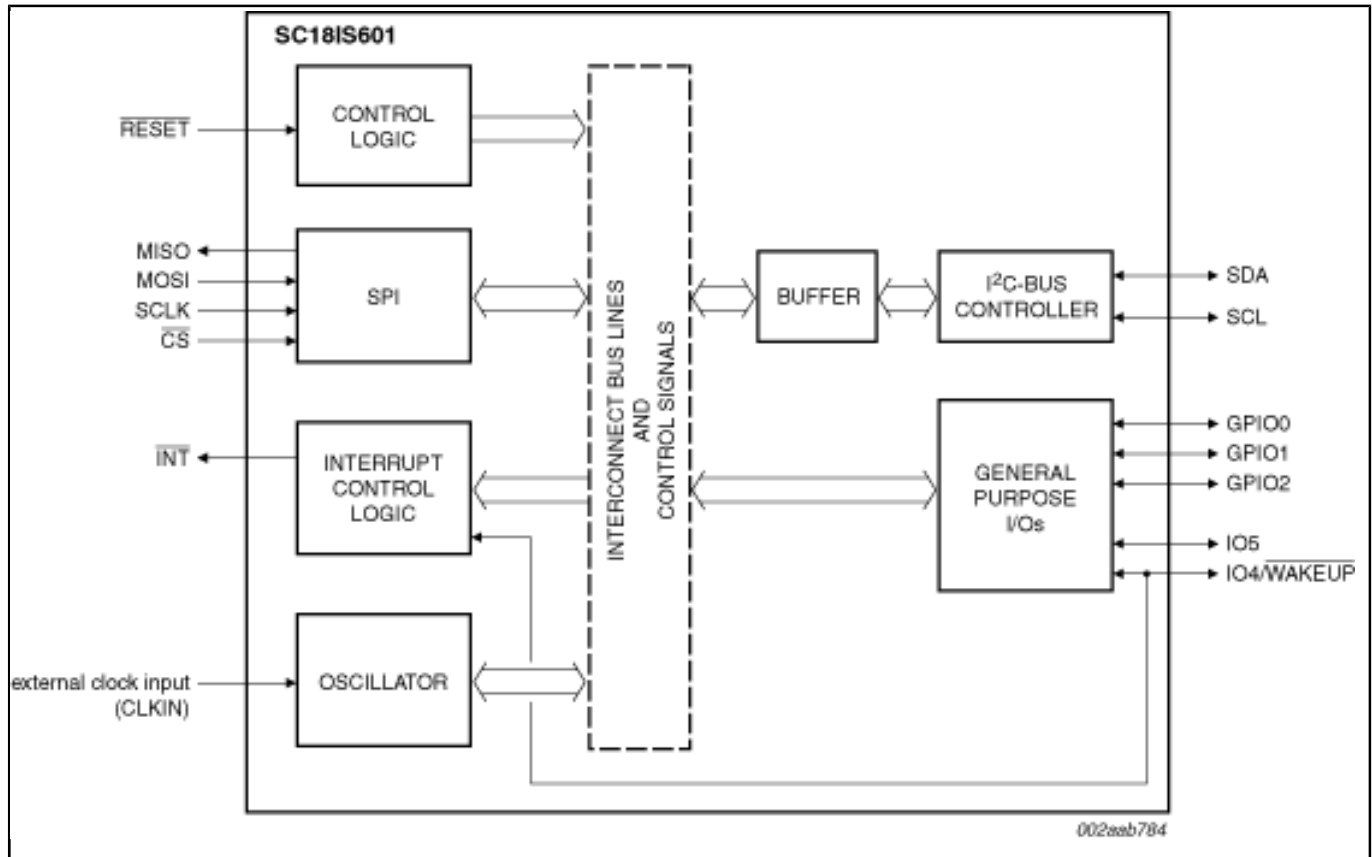 SC18IS601
CONTROL
LOGIC
RESET
MISO
MOSI
SCLK
CS
SPI
INT
INTERRUPT
CONTROL
LOGIC
external clock input
(CLKIN)
OSCILLATOR
INTERCONNECT BUS LINES
AND
CONTROL SIGNALS
BUFFER
I²C-BUS
CONTROLLER
SDA
SCL
GENERAL
PURPOSE
I/Os
GPIO0
GPIO1
GPIO2
IO5
IO4/WAKEUP
002aab784